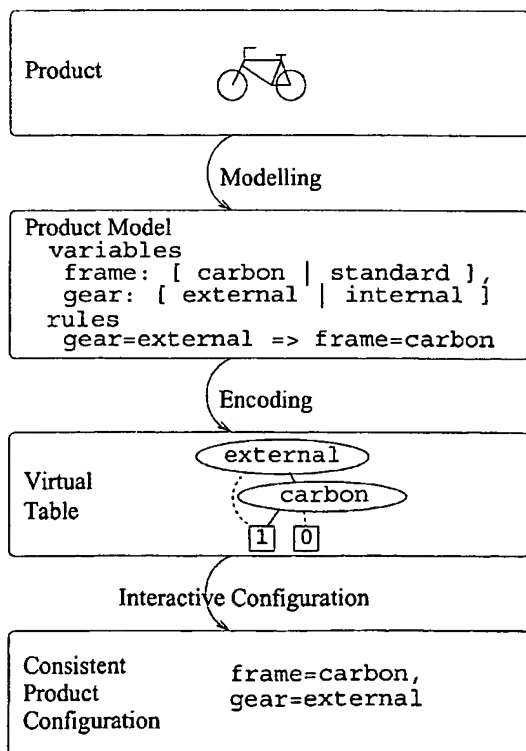 Product
Modelling
Product Model
variables
frame: [ carbon | standard ],
gear: [ external | internal ]
rules
gear=external => frame=carbon
Encoding
Virtual
Table
external
carbon
1 0
Interactive Configuration
Consistent
Product
Configuration
frame=carbon,
gear=external